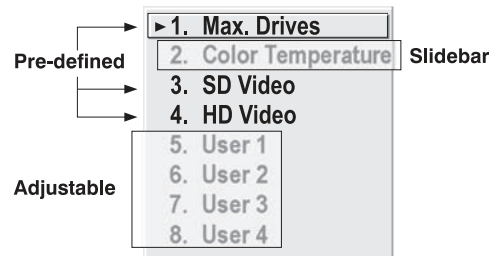 ► 1. Max. Drives
2. Color Temperature
Pre-defined
Slidebar
3. SD Video
4. HD Video
5. User 1
6. User 2
Adjustable
7. User 3
8. User 4